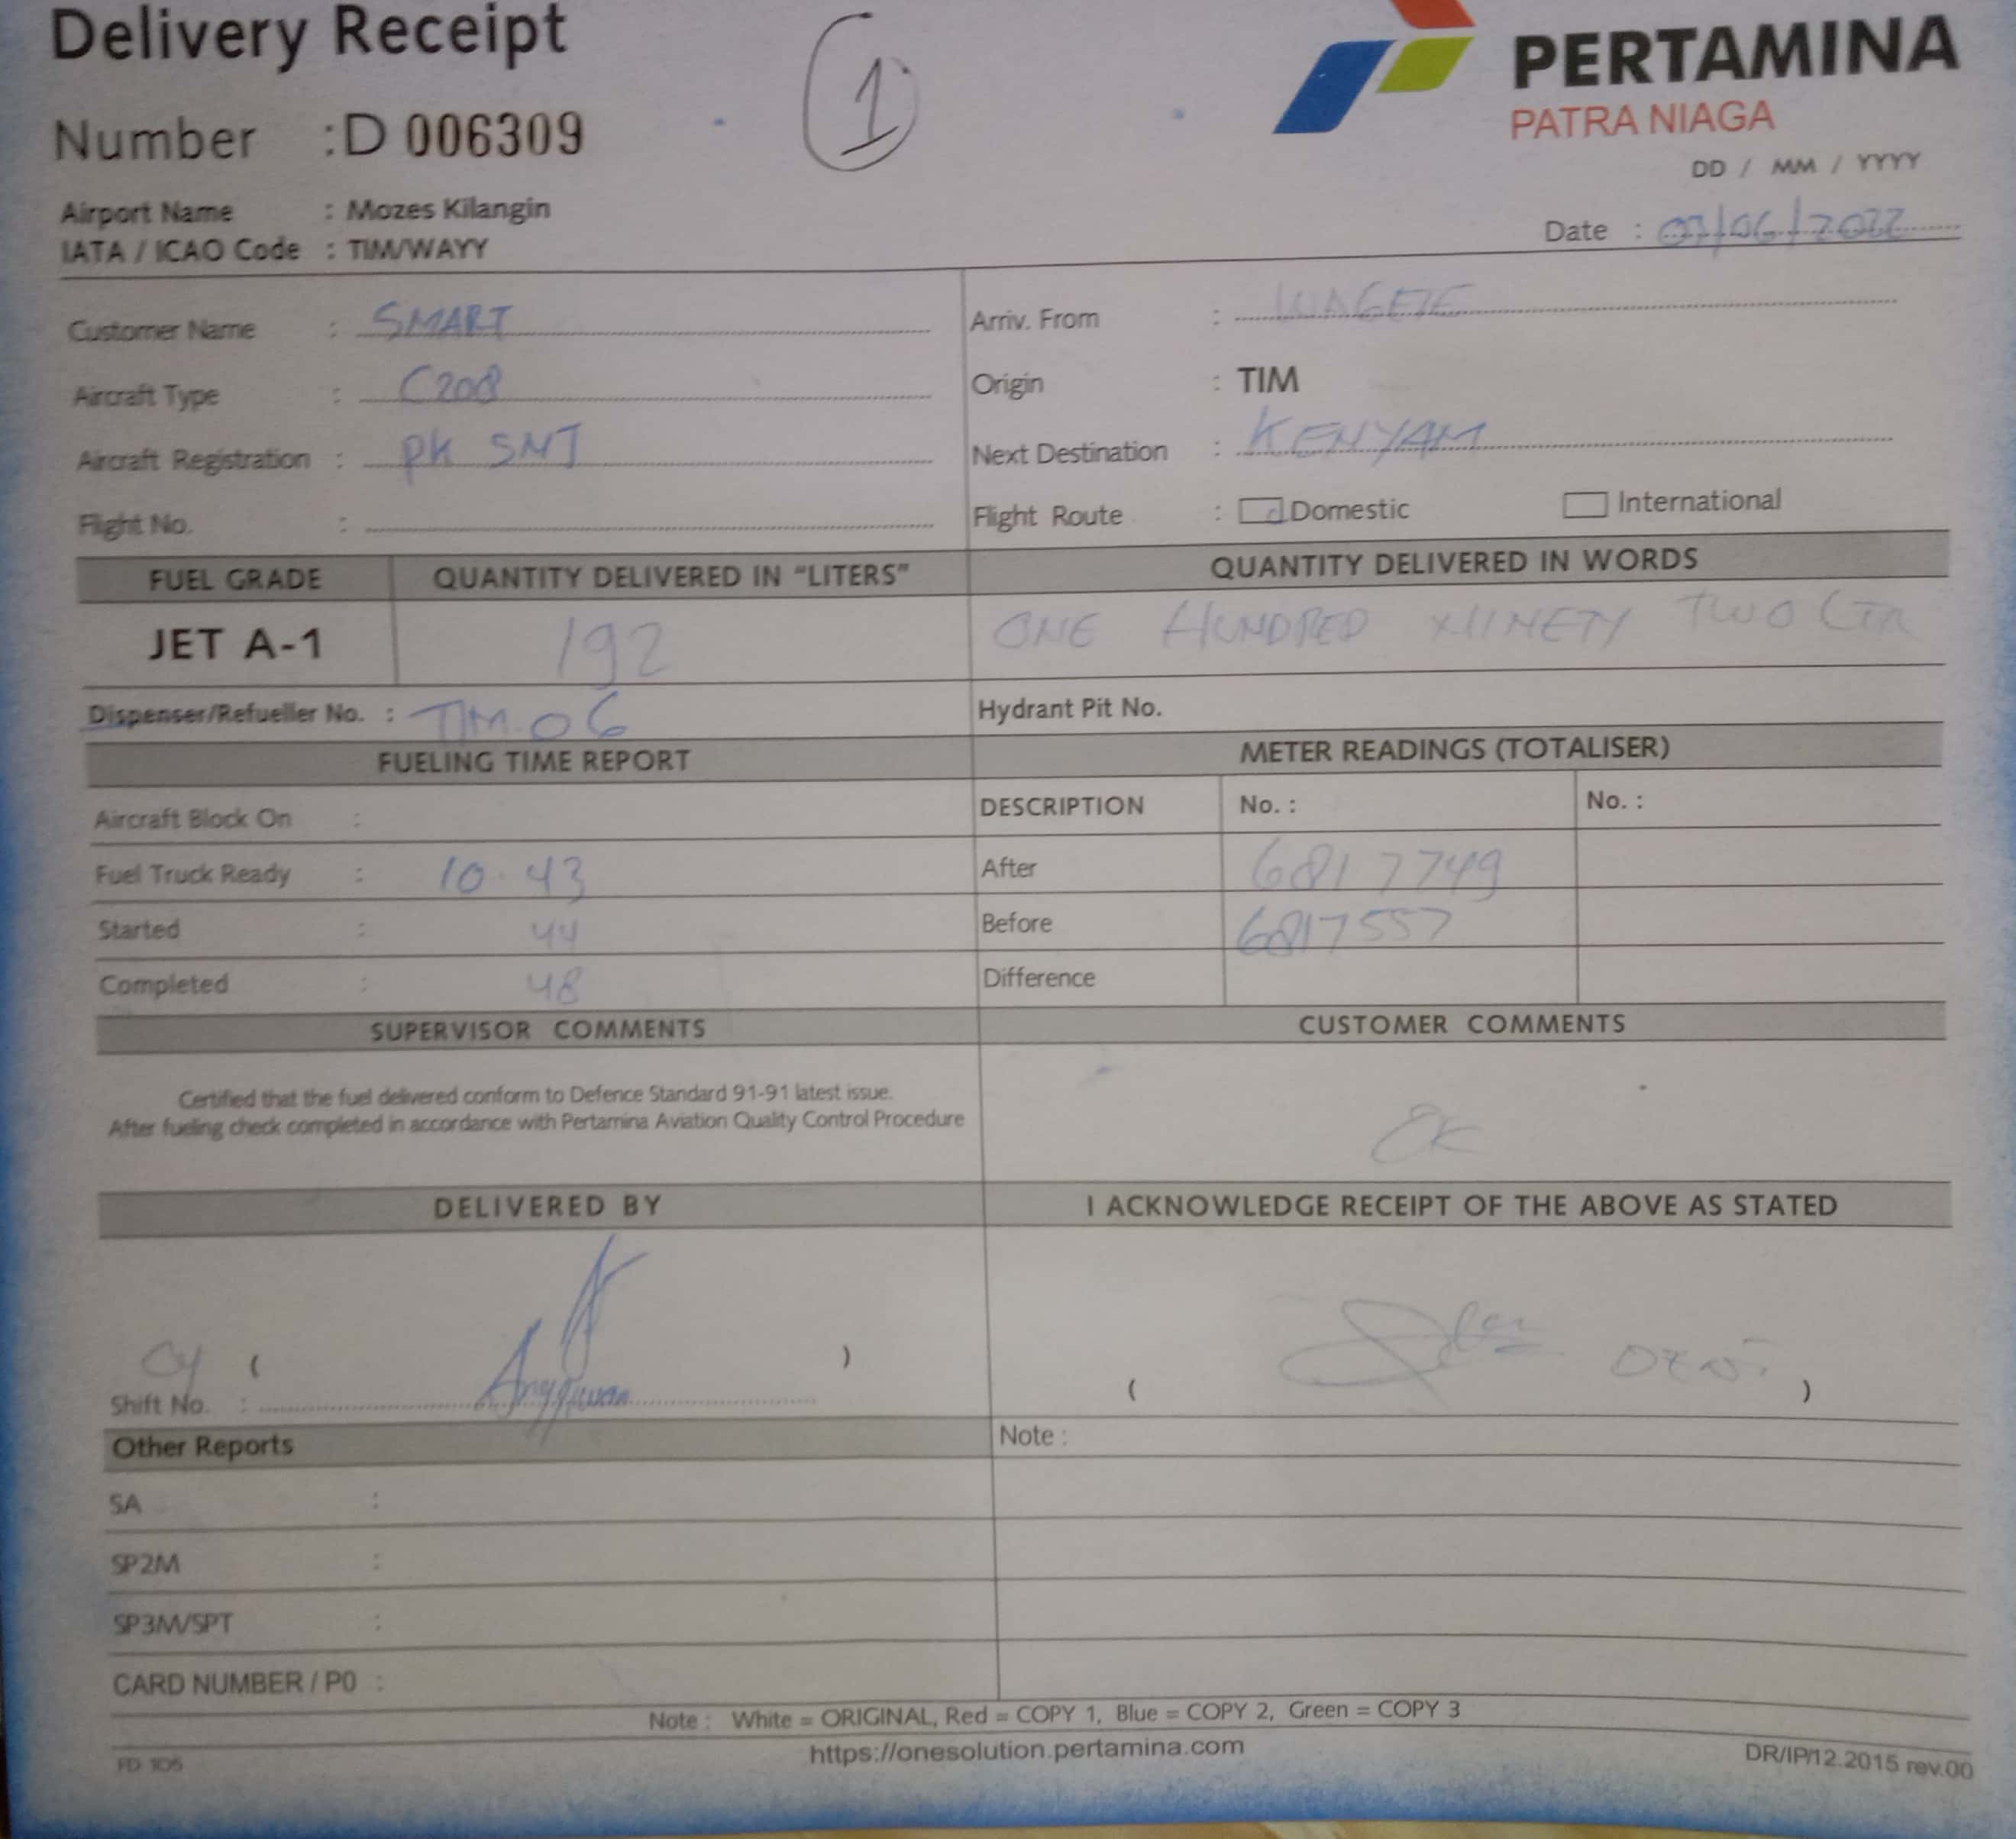 Delivery Receipt
1
PERTAMINA
PATRA NIAGA
Number : D 006309
DD / MM / YYYY
Airport Name : Mozes Kilangin
IATA / ICAO Code : TIM/WAYY
Date : /06/2022
Customer Name : SMART
Arriv. From : WAGETE
Aircraft Type : C208
Origin : TIM
Aircraft Registration : PK SNJ
Next Destination : KENYAM
Flight No. :
Flight Route : Domestic International
FUEL GRADE QUANTITY DELIVERED IN "LITERS" QUANTITY DELIVERED IN WORDS
JET A-1 192 ONE HUNDRED NINETY TWO LTR
Dispenser/Refueller No. : TIM.06 Hydrant Pit No.
FUELING TIME REPORT METER READINGS (TOTALISER)
Aircraft Block On : DESCRIPTION No. : No. :
Fuel Truck Ready : 10.43 After 6817749
Started : 44 Before 6817557
Completed : 48 Difference
SUPERVISOR COMMENTS CUSTOMER COMMENTS
Certified that the fuel delivered conform to Defence Standard 91-91 latest issue.
After fueling check completed in accordance with Pertamina Aviation Quality Control Procedure
OK
DELIVERED BY I ACKNOWLEDGE RECEIPT OF THE ABOVE AS STATED
( ) ( )
Shift No. :
Other Reports Note :
SA :
SP2M :
SP3M/SPT :
CARD NUMBER / P0 :
Note : White = ORIGINAL, Red = COPY 1, Blue = COPY 2, Green = COPY 3
https://onesolution.pertamina.com
FD 105
DR/IP/12.2015 rev.00